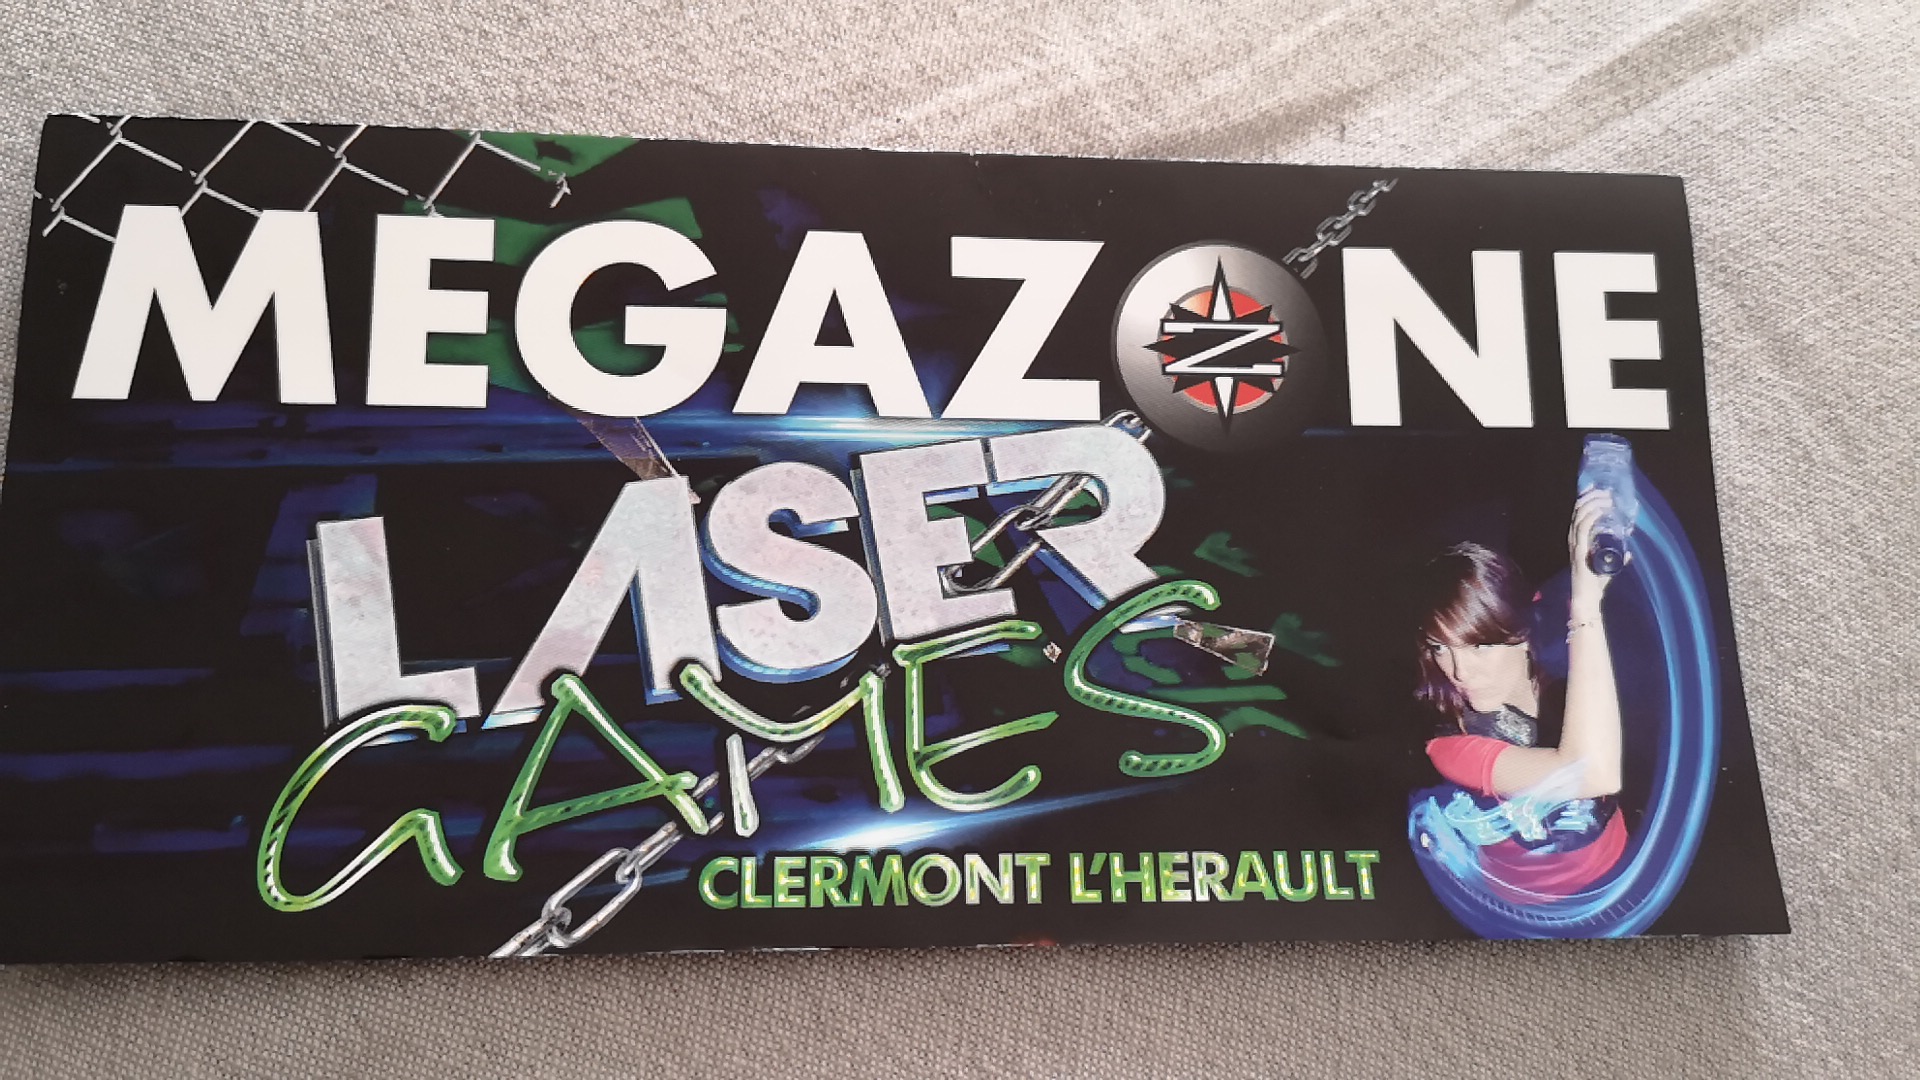 MEGAZONE
Z
LASER
GAMES
CLERMONT L'HERAULT